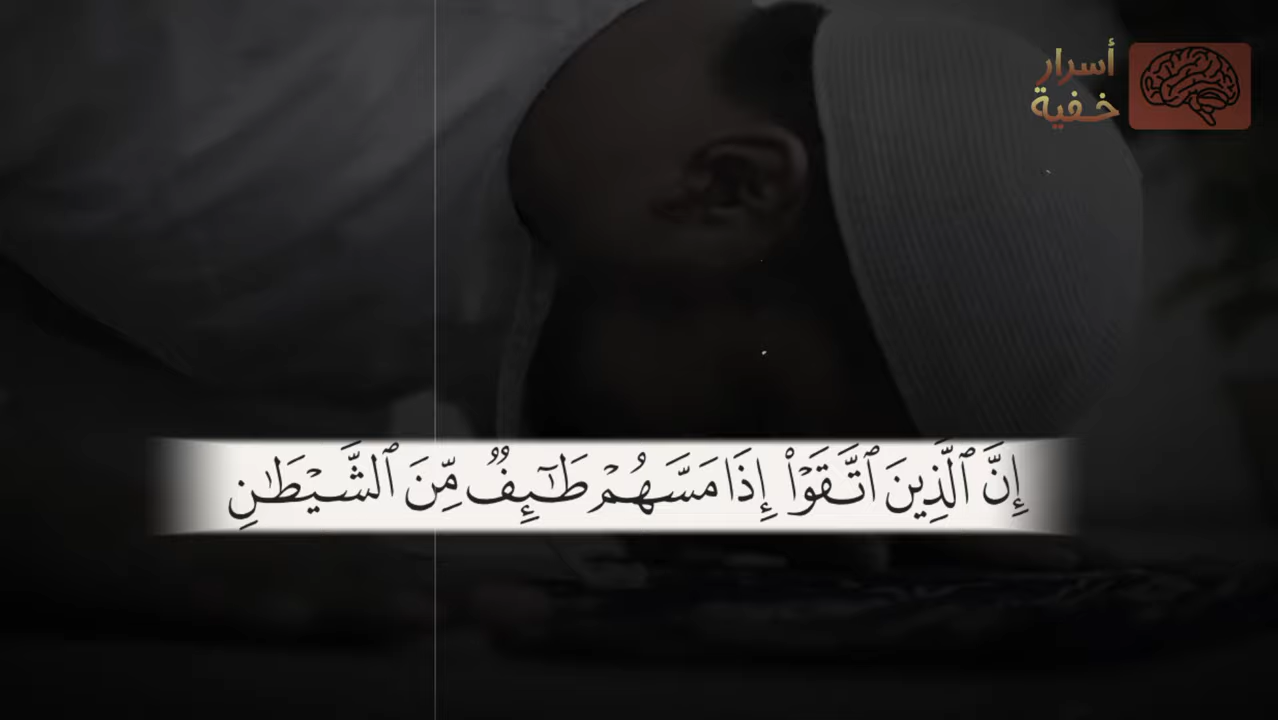 أسرار
خفية
إِنَّ ٱلَّذِينَ ٱتَّقَوْا۟ إِذَا مَسَّهُمْ طَـٰٓئِفٌۭ مِّنَ ٱلشَّيْطَـٰنِ